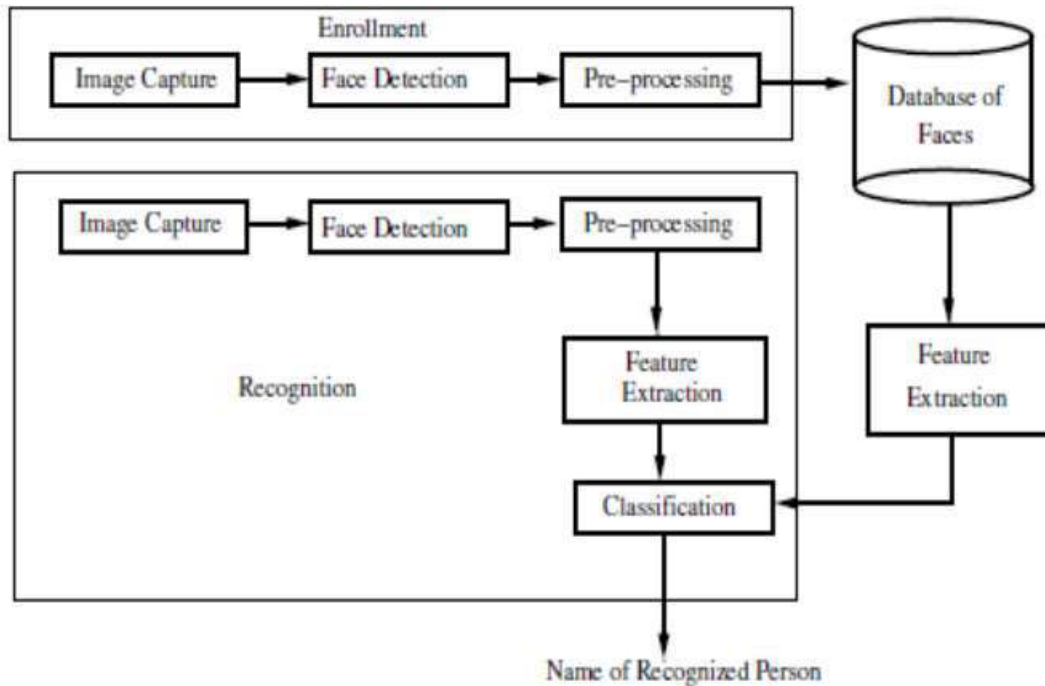 Enrollment
Image Capture
Face Detection
Pre-processing
Database of
Faces
Image Capture
Face Detection
Pre-processing
Recognition
Feature
Extraction
Feature
Extraction
Classification
Name of Recognized Person